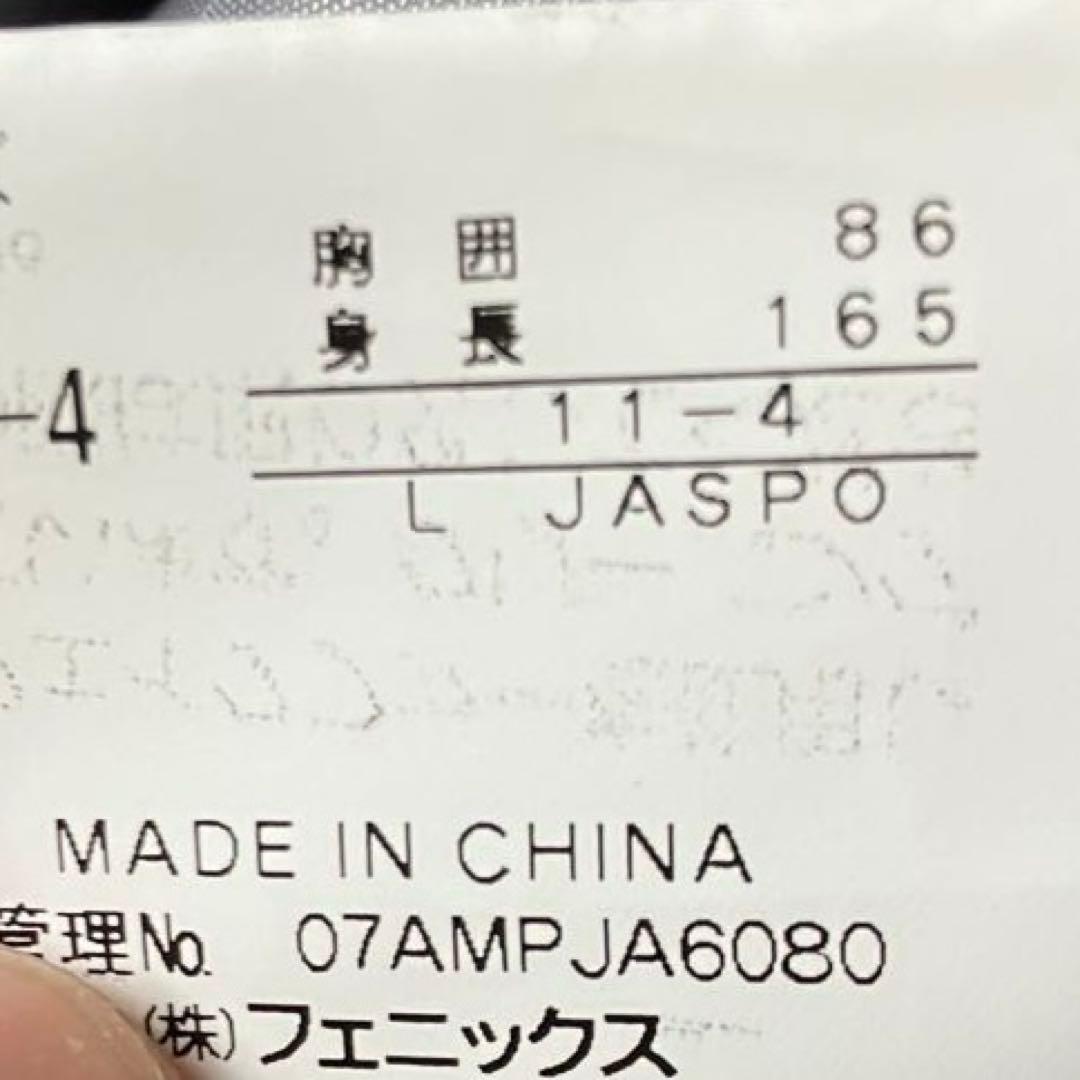 胸囲 86
身長 165
-4
11-4
L JASPO
MADE IN CHINA
管理No. 07AMPJA6080
(株)フェニックス